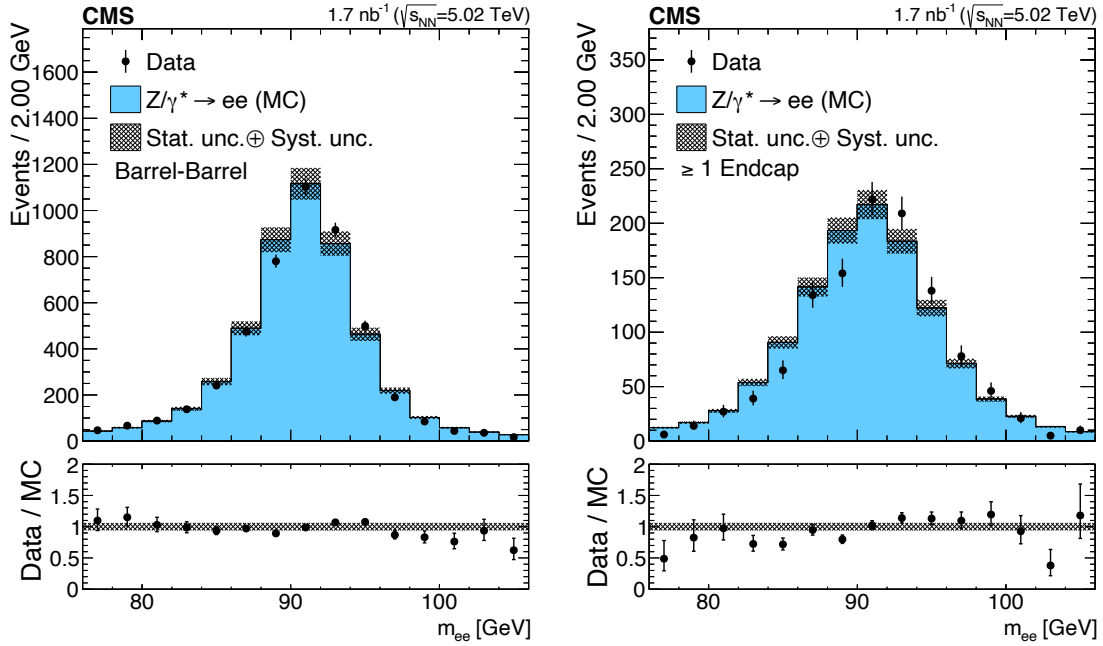 CMS 1.7 nb⁻¹ (√s_NN=5.02 TeV)
Events / 2.00 GeV
1600
1400
1200
1000
800
600
400
200
0
Data
Z/γ* → ee (MC)
Stat. unc.⊕ Syst. unc.
Barrel-Barrel
Data / MC
2
1.5
1
0.5
0
80 90 100
m_ee [GeV]
CMS 1.7 nb⁻¹ (√s_NN=5.02 TeV)
Events / 2.00 GeV
350
300
250
200
150
100
50
0
Data
Z/γ* → ee (MC)
Stat. unc.⊕ Syst. unc.
≥ 1 Endcap
Data / MC
2
1.5
1
0.5
0
80 90 100
m_ee [GeV]